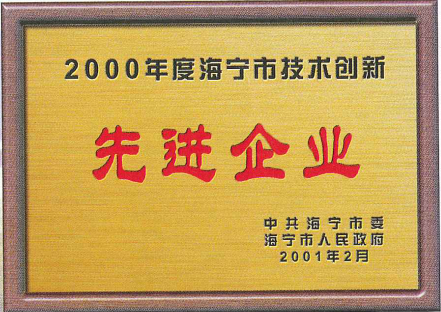 2000年度海宁市技术创新
先进企业
中共海宁市委
海宁市人民政府
2001年2月